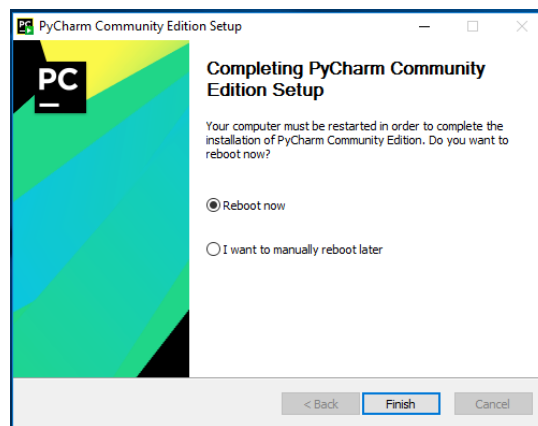 PyCharm Community Edition Setup
PC
Completing PyCharm Community
Edition Setup
Your computer must be restarted in order to complete the
installation of PyCharm Community Edition. Do you want to
reboot now?
Reboot now
I want to manually reboot later
< Back
Finish
Cancel